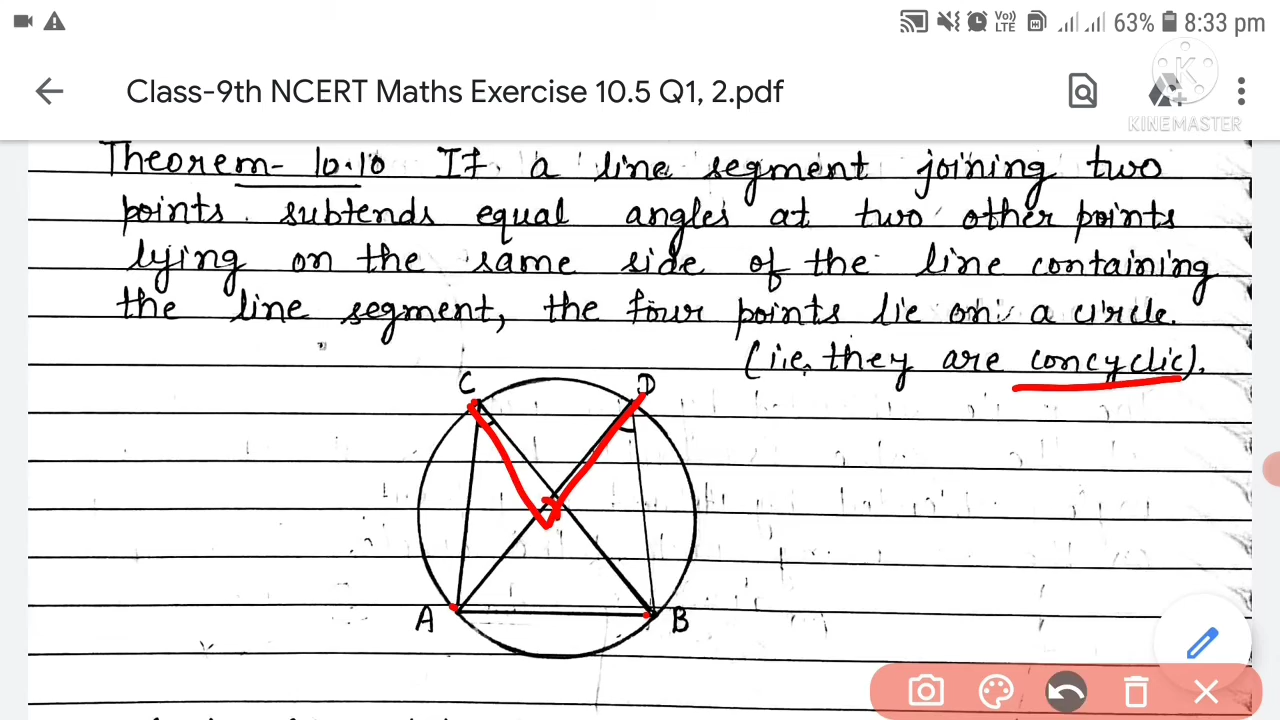 Vo)) LTE 63% 8:33 pm
Class-9th NCERT Maths Exercise 10.5 Q1, 2.pdf
K
KINEMASTER
Theorem- 10.10 If a line segment joining two
points subtends equal angles at two other points
lying on the same side of the line containing
the line segment, the four points lie on a circle.
(i.e, they are concyclic).
C D
A B